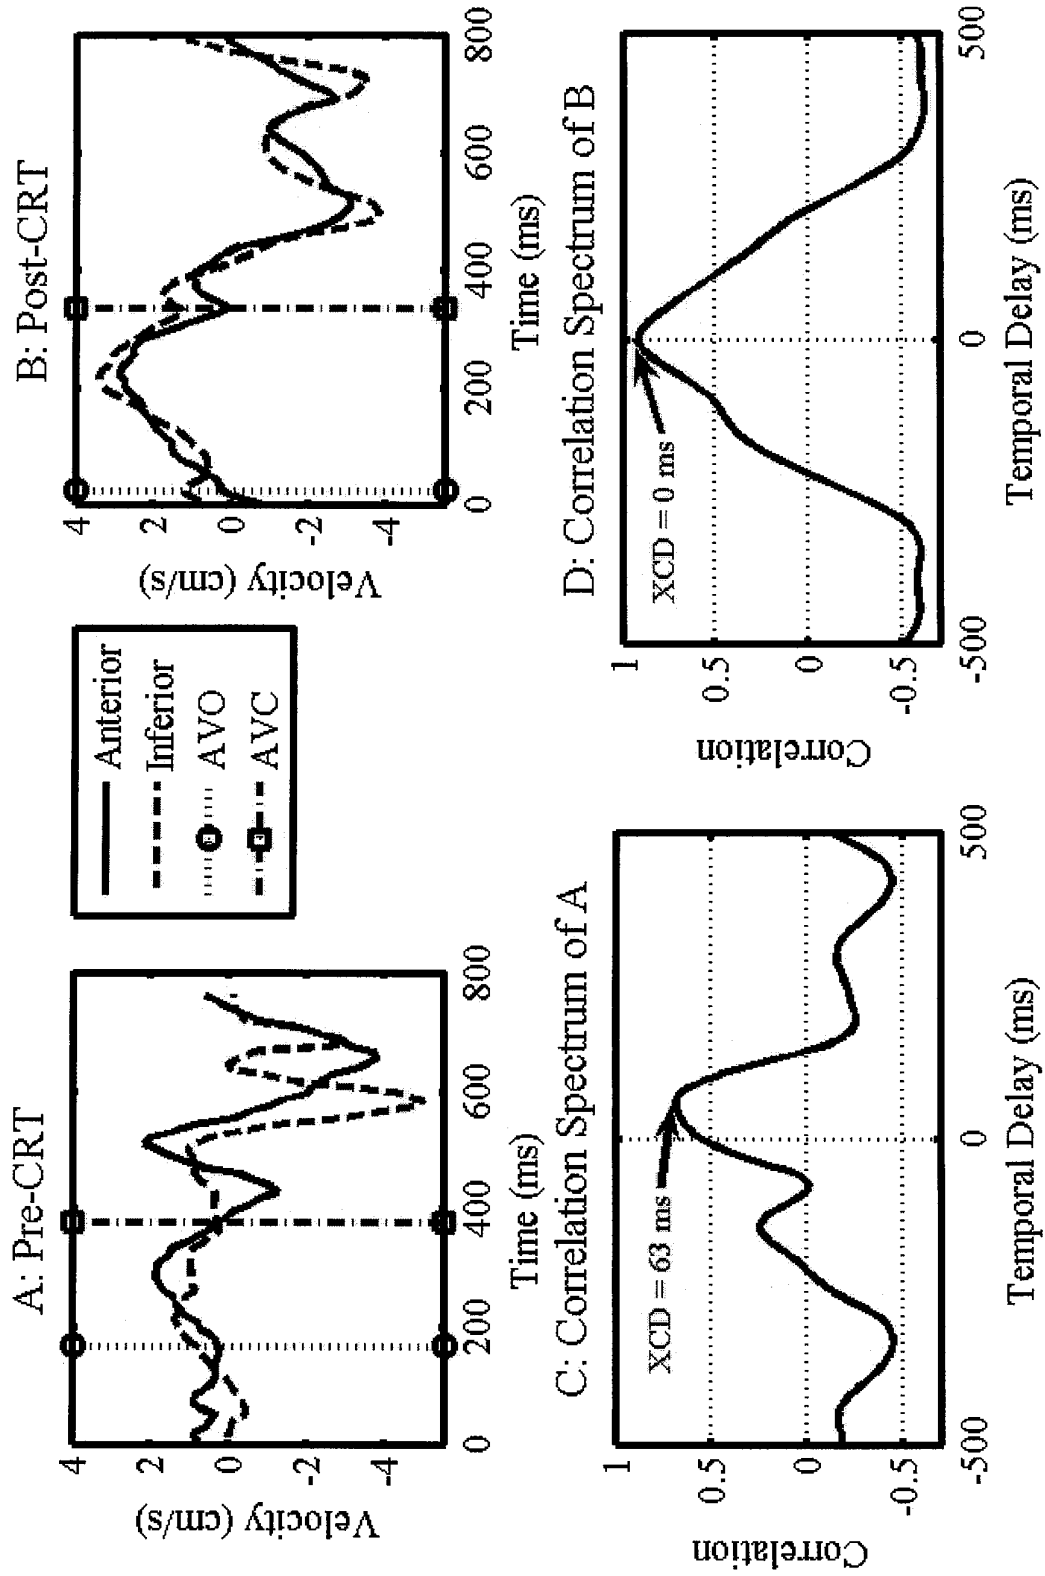 A: Pre-CRT
4
2
0
-2
-4
Velocity (cm/s)
0
200
400
600
800
Time (ms)
Anterior
Inferior
AVO
AVC
B: Post-CRT
4
2
0
-2
-4
Velocity (cm/s)
0
200
400
600
800
Time (ms)
C: Correlation Spectrum of A
1
0.5
0
-0.5
Correlation
XCD = 63 ms
-500
0
500
Temporal Delay (ms)
D: Correlation Spectrum of B
1
0.5
0
-0.5
Correlation
XCD = 0 ms
-500
0
500
Temporal Delay (ms)